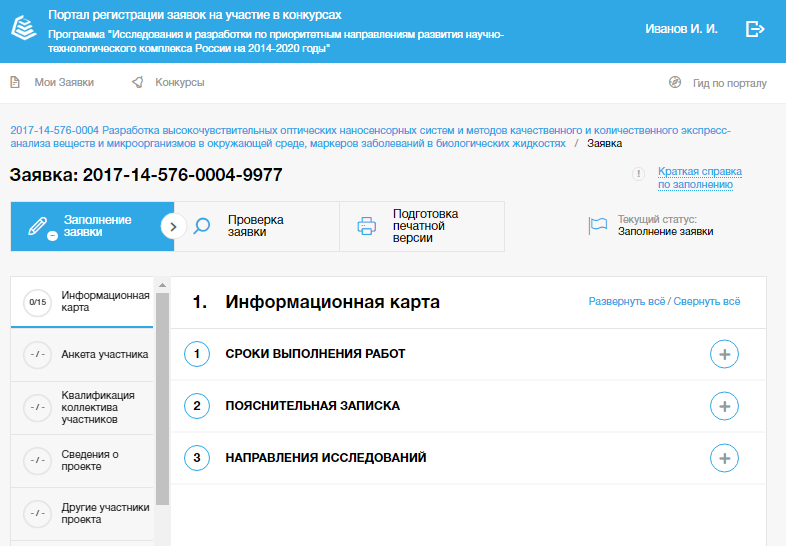 Портал регистрации заявок на участие в конкурсах
Программа "Исследования и разработки по приоритетным направлениям развития научно-
технологического комплекса России на 2014-2020 годы"
Иванов И. И.
Мои Заявки
Конкурсы
Гид по порталу
2017-14-576-0004 Разработка высокочувствительных оптических наносенсорных систем и методов качественного и количественного экспресс-
анализа веществ и микроорганизмов в окружающей среде, маркеров заболеваний в биологических жидкостях / Заявка
Заявка: 2017-14-576-0004-9977
!
Краткая справка
по заполнению
Заполнение
заявки
Проверка
заявки
Подготовка
печатной
версии
Текущий статус:
Заполнение заявки
0/15
Информационная
карта
- / -
Анкета участника
- / -
Квалификация
коллектива
участников
- / -
Сведения о
проекте
- / -
Другие участники
проекта
1. Информационная карта
Развернуть всё / Свернуть всё
1 СРОКИ ВЫПОЛНЕНИЯ РАБОТ
2 ПОЯСНИТЕЛЬНАЯ ЗАПИСКА
3 НАПРАВЛЕНИЯ ИССЛЕДОВАНИЙ